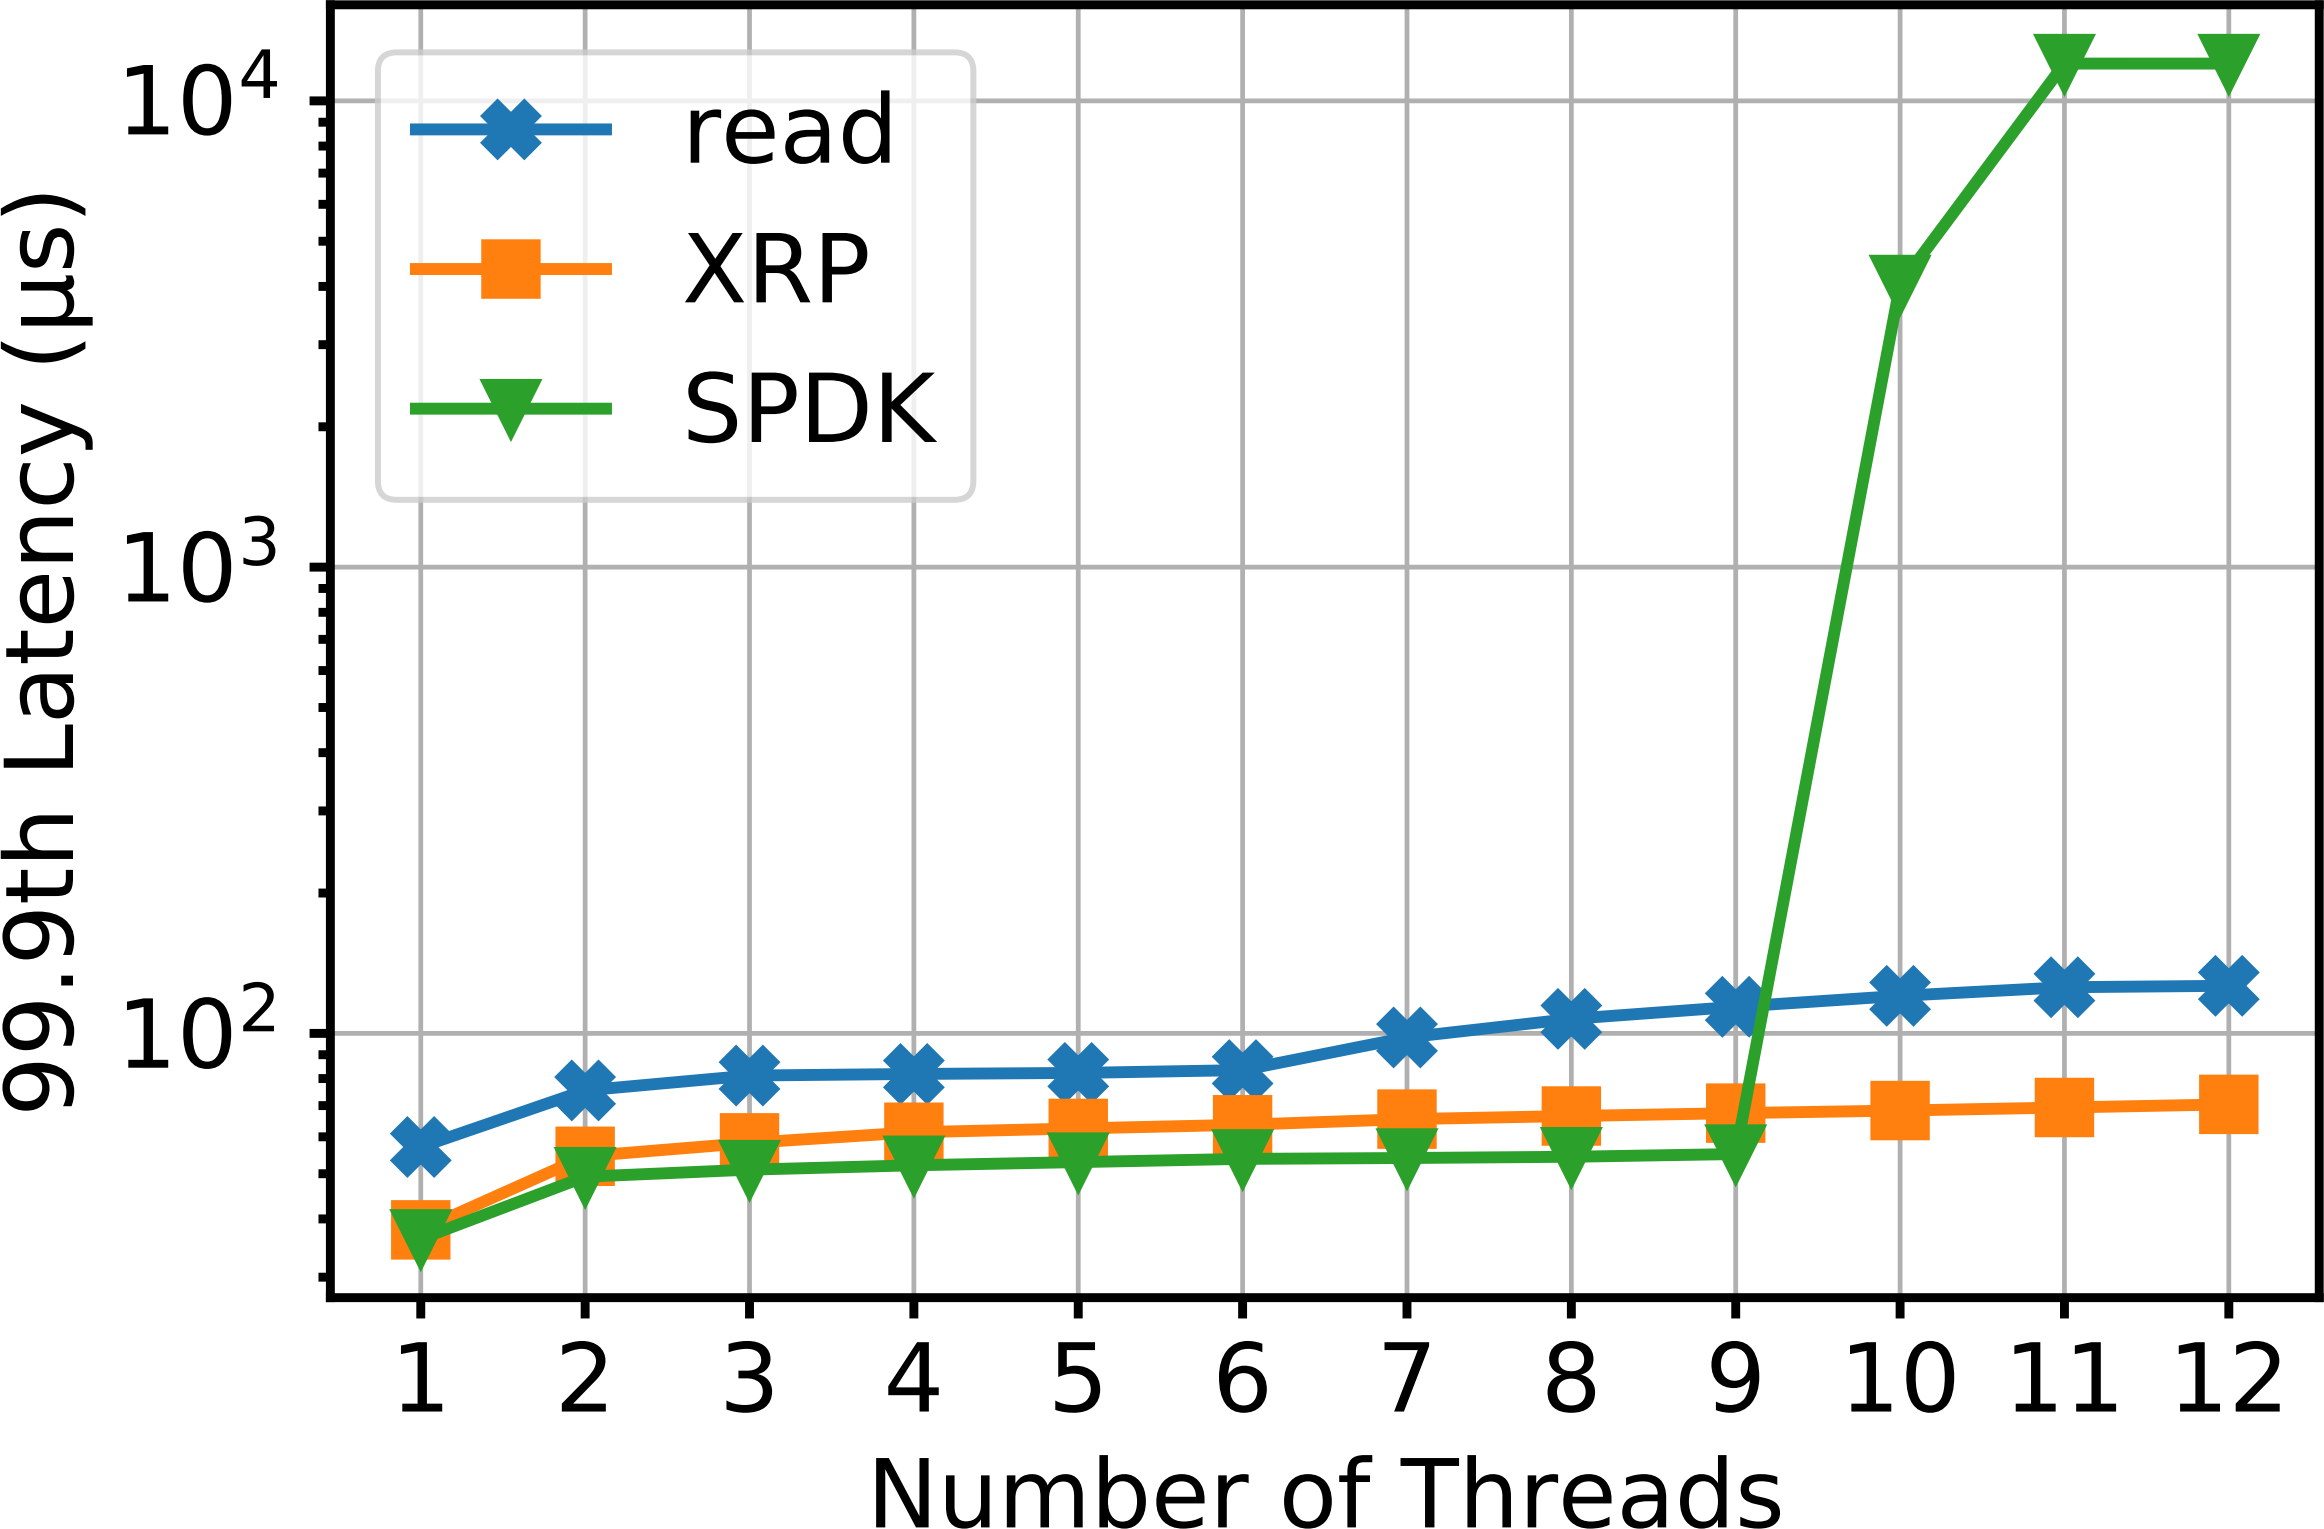 99.9th Latency (µs)
10⁴
10³
10²
read
XRP
SPDK
1 2 3 4 5 6 7 8 9 10 11 12
Number of Threads